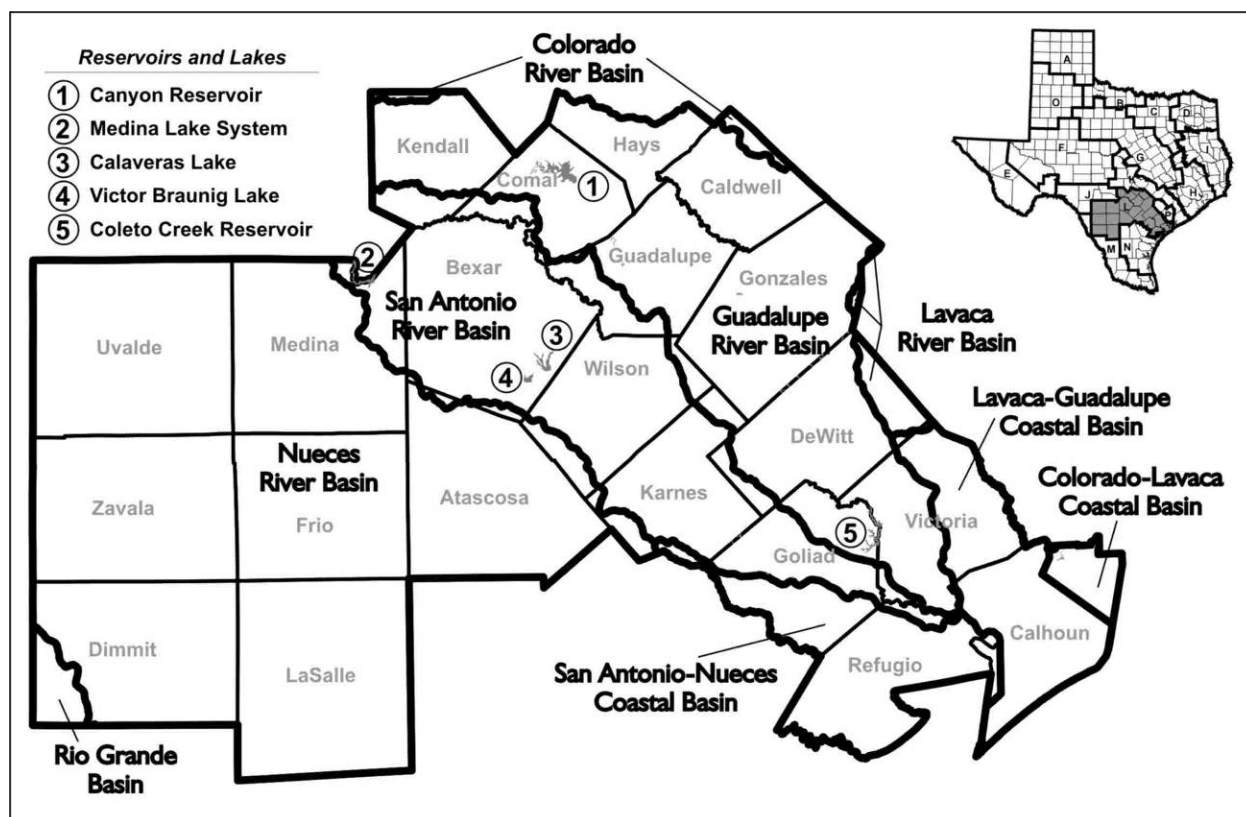 Reservoirs and Lakes
1 Canyon Reservoir
2 Medina Lake System
3 Calaveras Lake
4 Victor Braunig Lake
5 Coleto Creek Reservoir
Colorado
River Basin
Kendall
Hays
Comal
1
Caldwell
2
Bexar
Guadalupe
Gonzales
San Antonio
River Basin
Guadalupe
River Basin
Lavaca
River Basin
Uvalde
Medina
3
4
Wilson
Lavaca-Guadalupe
Coastal Basin
DeWitt
Nueces
River Basin
Colorado-Lavaca
Coastal Basin
Zavala
Frio
Atascosa
Karnes
Victoria
5
Goliad
Dimmit
LaSalle
Calhoun
Refugio
San Antonio-Nueces
Coastal Basin
Rio Grande
Basin
A
O
B
C
D
F
G
I
E
H
J
K
L
P
M
N